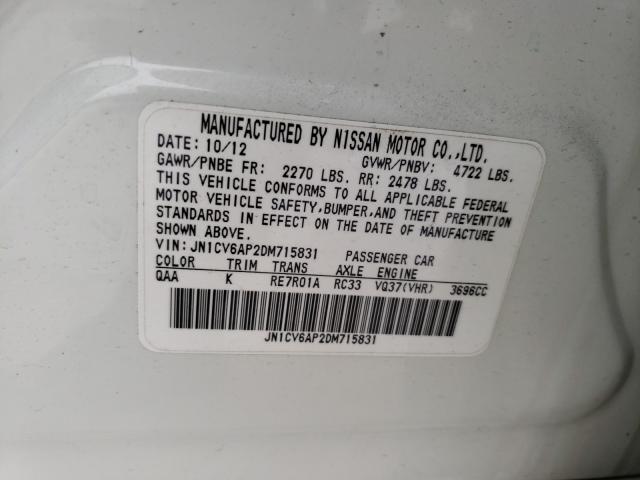 MANUFACTURED BY NISSAN MOTOR CO.,LTD.
DATE: 10/12 GVWR/PNBV: 4722 LBS.
GAWR/PNBE FR: 2270 LBS. RR: 2478 LBS.
THIS VEHICLE CONFORMS TO ALL APPLICABLE FEDERAL
MOTOR VEHICLE SAFETY,BUMPER,AND THEFT PREVENTION
STANDARDS IN EFFECT ON THE DATE OF MANUFACTURE
SHOWN ABOVE.
VIN: JN1CV6AP2DM715831 PASSENGER CAR
COLOR TRIM TRANS AXLE ENGINE
QAA K RE7R01A RC33 VQ37(VHR) 3696CC
JN1CV6AP2DM715831